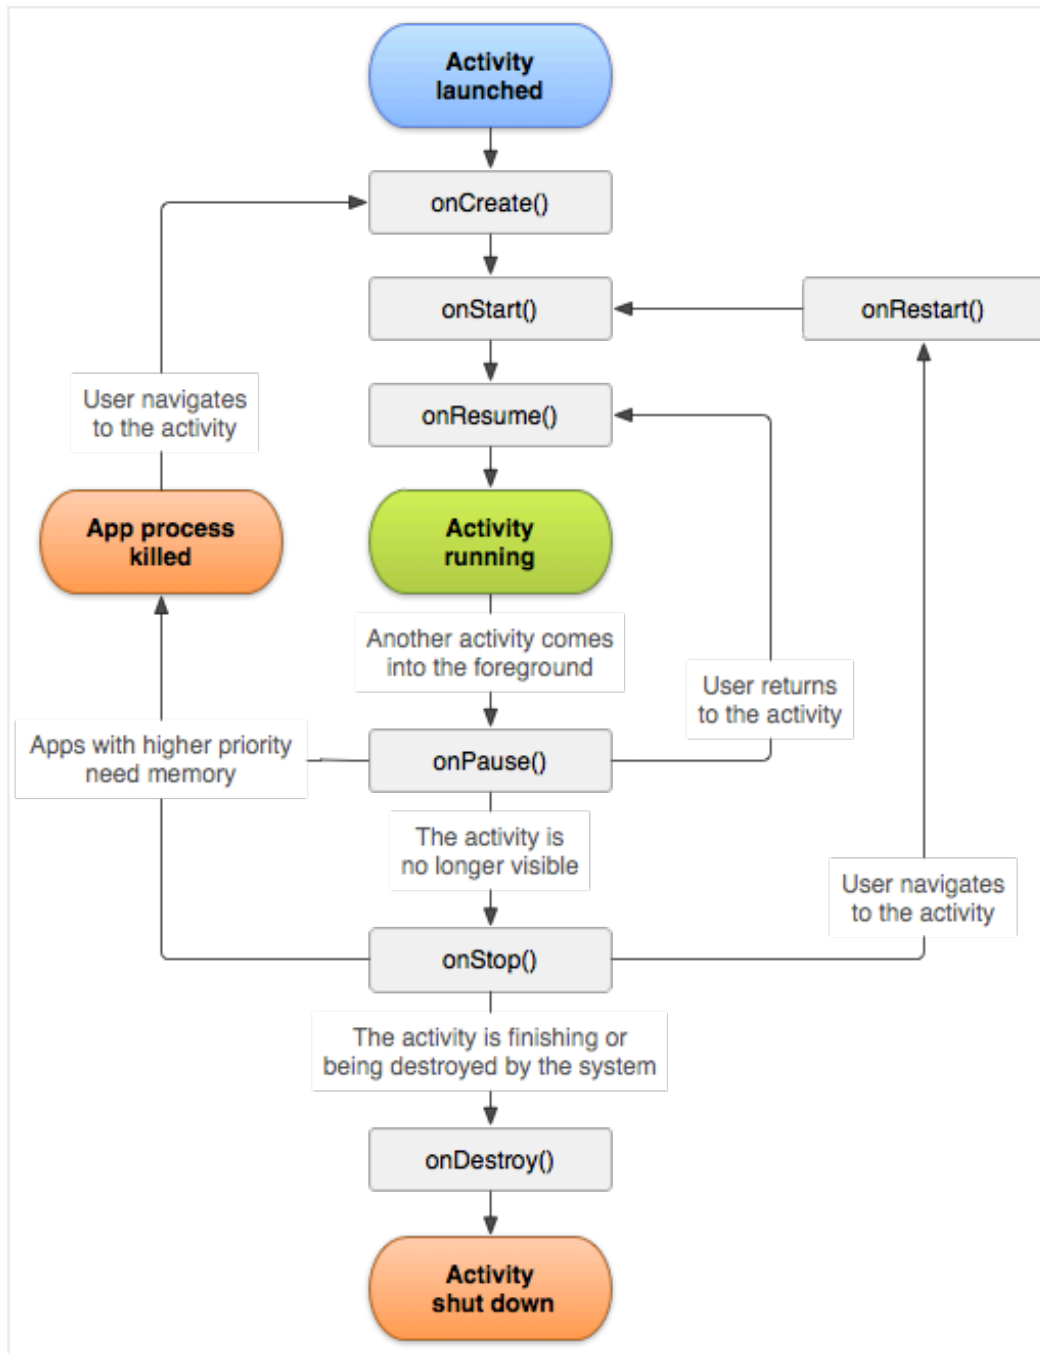 Activity
launched
onCreate()
onStart()
onRestart()
onResume()
User navigates
to the activity
App process
killed
Activity
running
Another activity comes
into the foreground
User returns
to the activity
Apps with higher priority
need memory
onPause()
The activity is
no longer visible
User navigates
to the activity
onStop()
The activity is finishing or
being destroyed by the system
onDestroy()
Activity
shut down